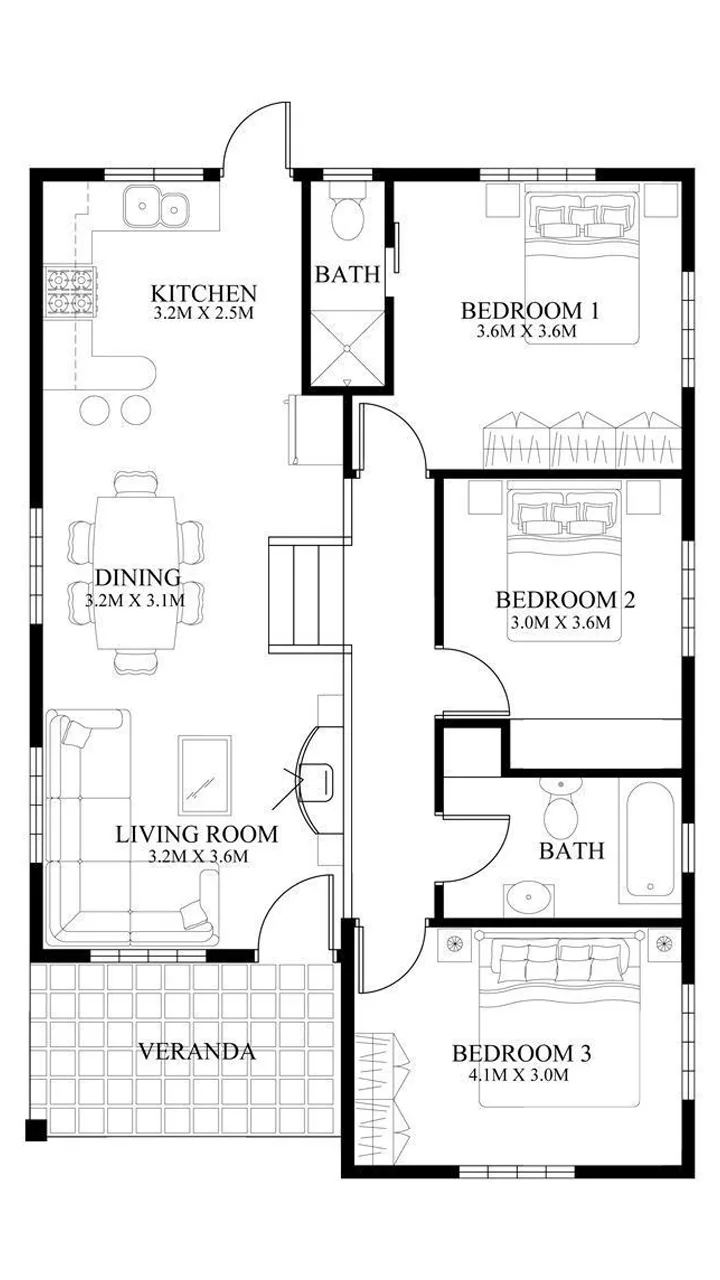 BATH
KITCHEN
3.2M X 2.5M
BEDROOM 1
3.6M X 3.6M
DINING
3.2M X 3.1M
BEDROOM 2
3.0M X 3.6M
LIVING ROOM
3.2M X 3.6M
BATH
VERANDA
BEDROOM 3
4.1M X 3.0M